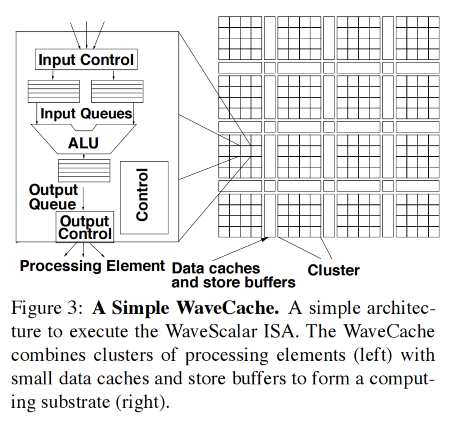 Input Control
Input Queues
ALU
Output
Queue
Control
Output
Control
Processing Element
Data caches
and store buffers
Cluster
Figure 3: A Simple WaveCache. A simple architec-
ture to execute the WaveScalar ISA. The WaveCache
combines clusters of processing elements (left) with
small data caches and store buffers to form a comput-
ing substrate (right).